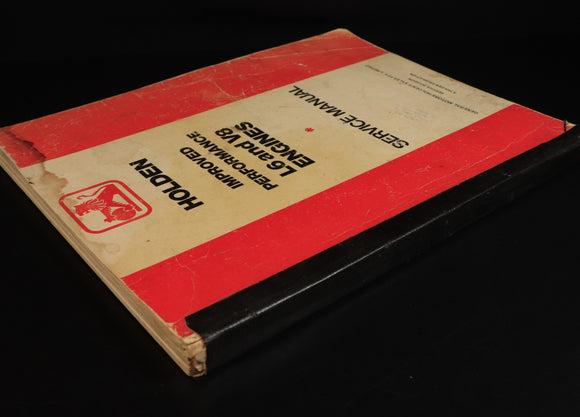 HOLDEN
IMPROVED
PERFORMANCE
L6 and V8
ENGINES
*
SERVICE MANUAL